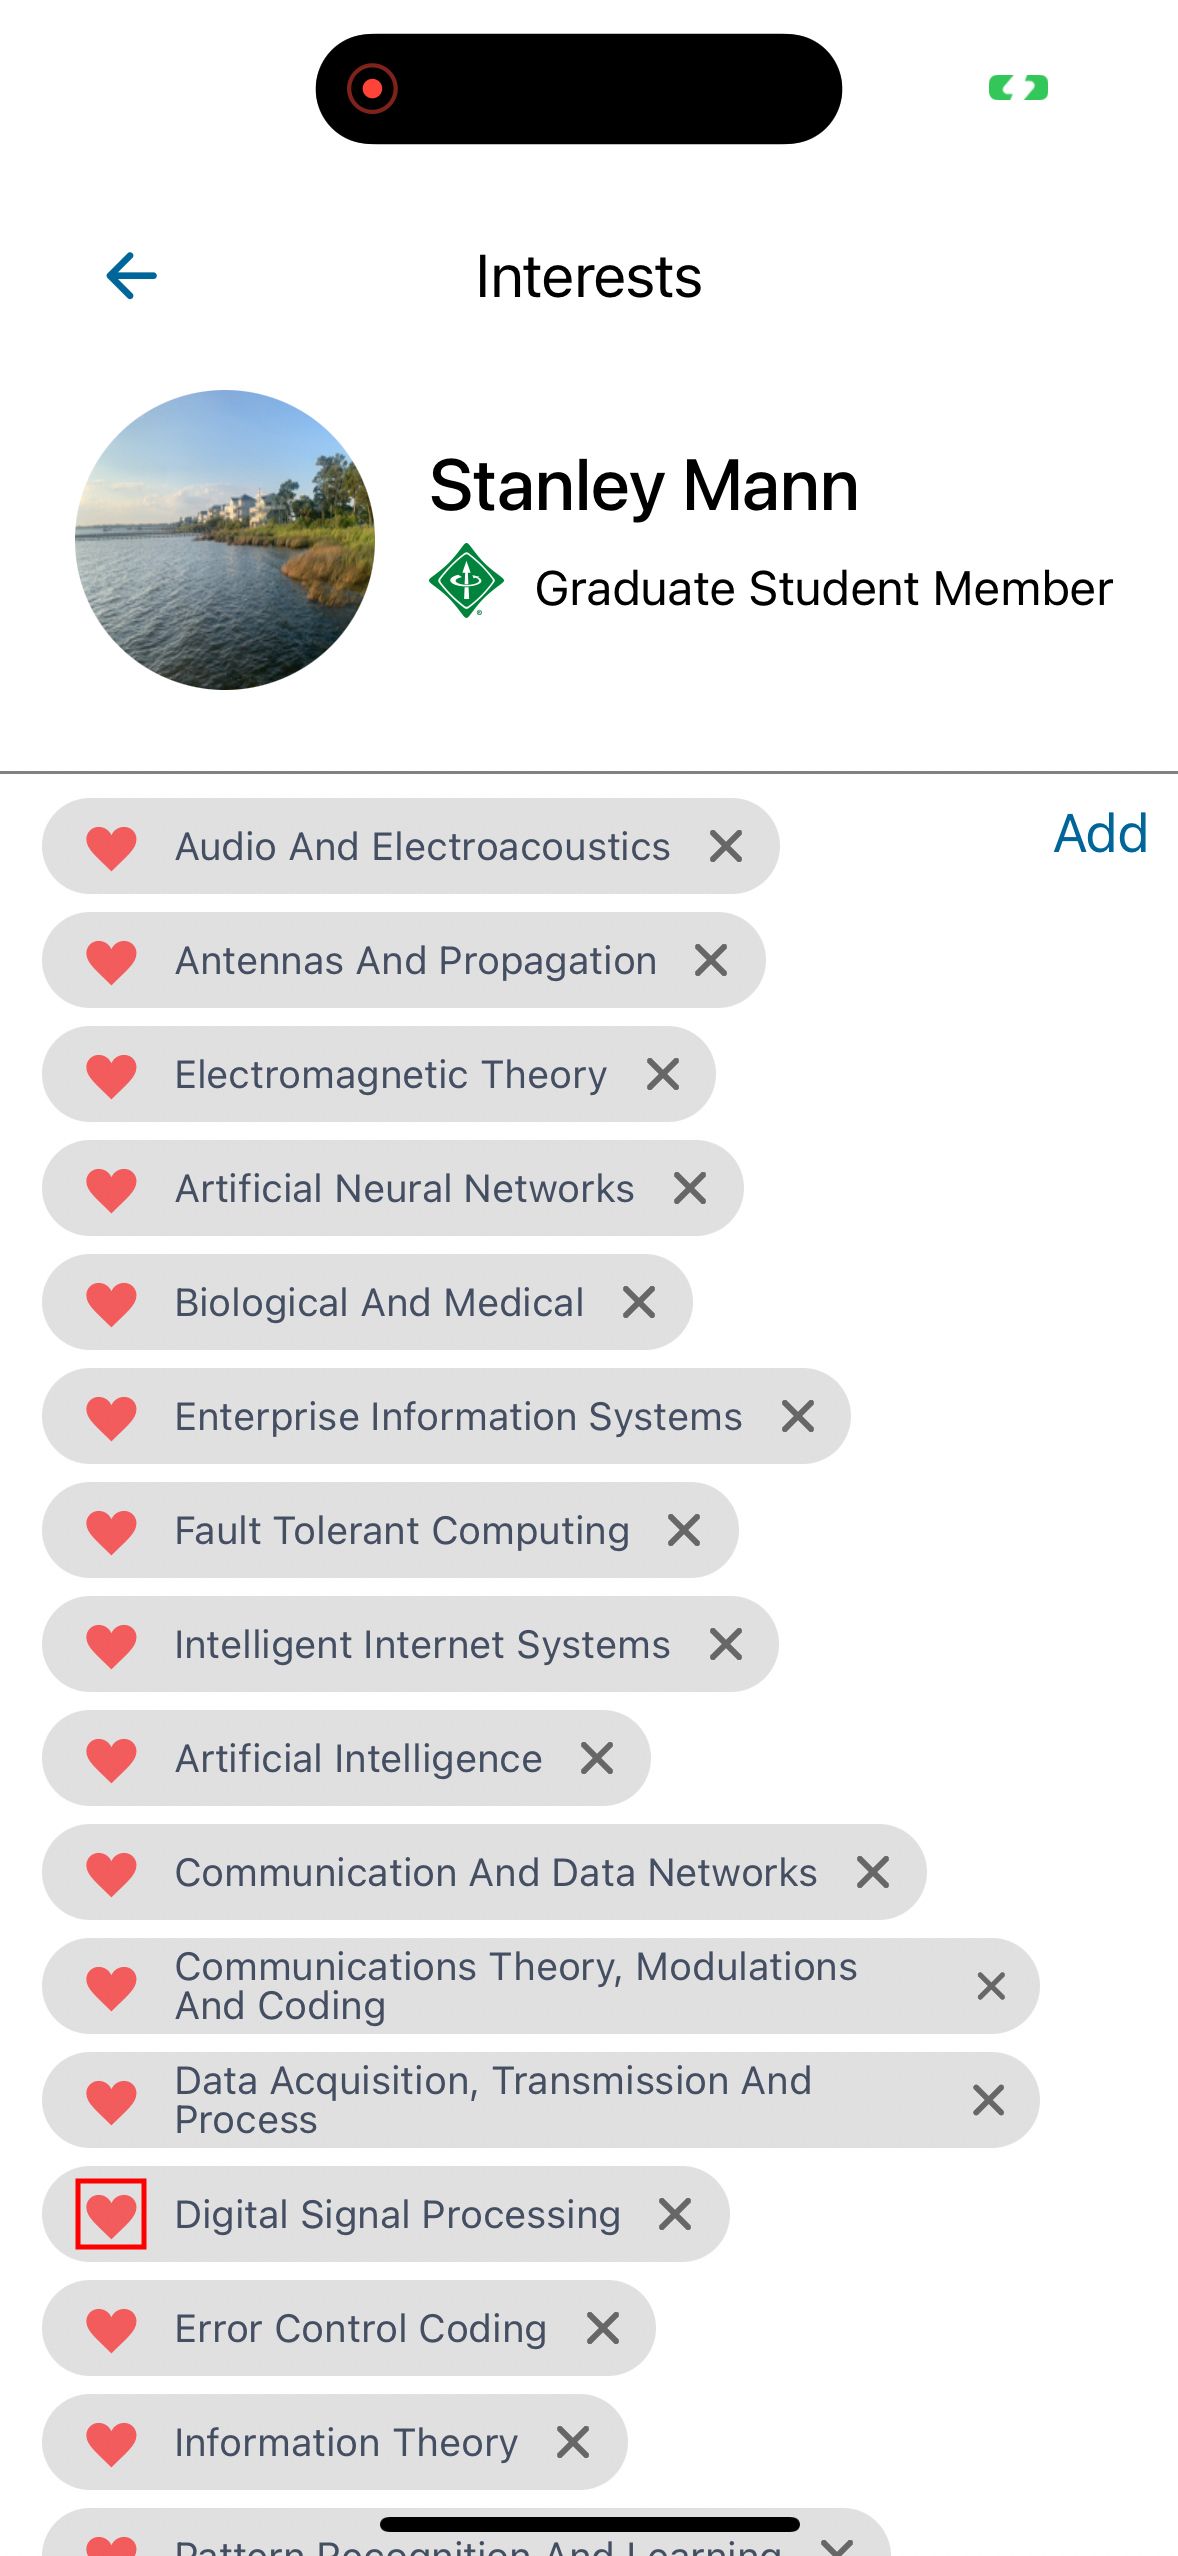 Interests
Stanley Mann
Graduate Student Member
Add
Audio And Electroacoustics
Antennas And Propagation
Electromagnetic Theory
Artificial Neural Networks
Biological And Medical
Enterprise Information Systems
Fault Tolerant Computing
Intelligent Internet Systems
Artificial Intelligence
Communication And Data Networks
Communications Theory, Modulations
And Coding
Data Acquisition, Transmission And
Process
Digital Signal Processing
Error Control Coding
Information Theory
Pattern Recognition And Learning